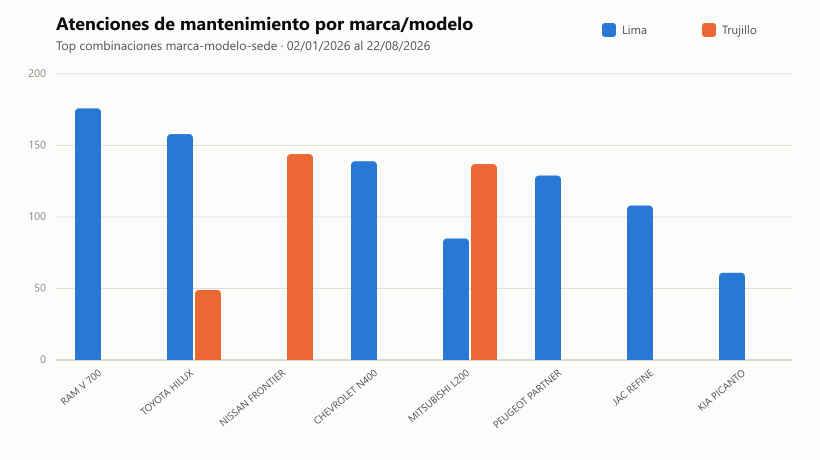 Atenciones de mantenimiento por marca/modelo
Top combinaciones marca-modelo-sede · 02/01/2026 al 22/08/2026
Lima
Trujillo
200
150
100
50
0
RAM V 700
TOYOTA HILUX
NISSAN FRONTIER
CHEVROLET N400
MITSUBISHI L200
PEUGEOT PARTNER
JAC REFINE
KIA PICANTO